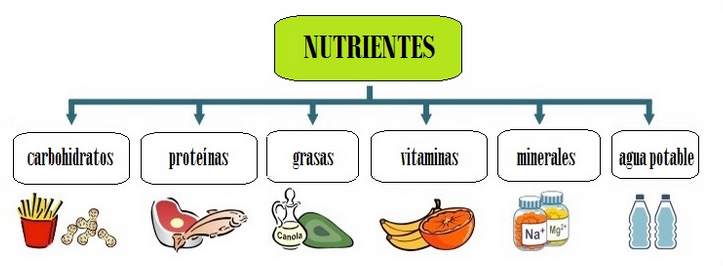 NUTRIENTES
carbohidratos
proteínas
grasas
vitaminas
minerales
agua potable
Canola
Na+
Mg2+